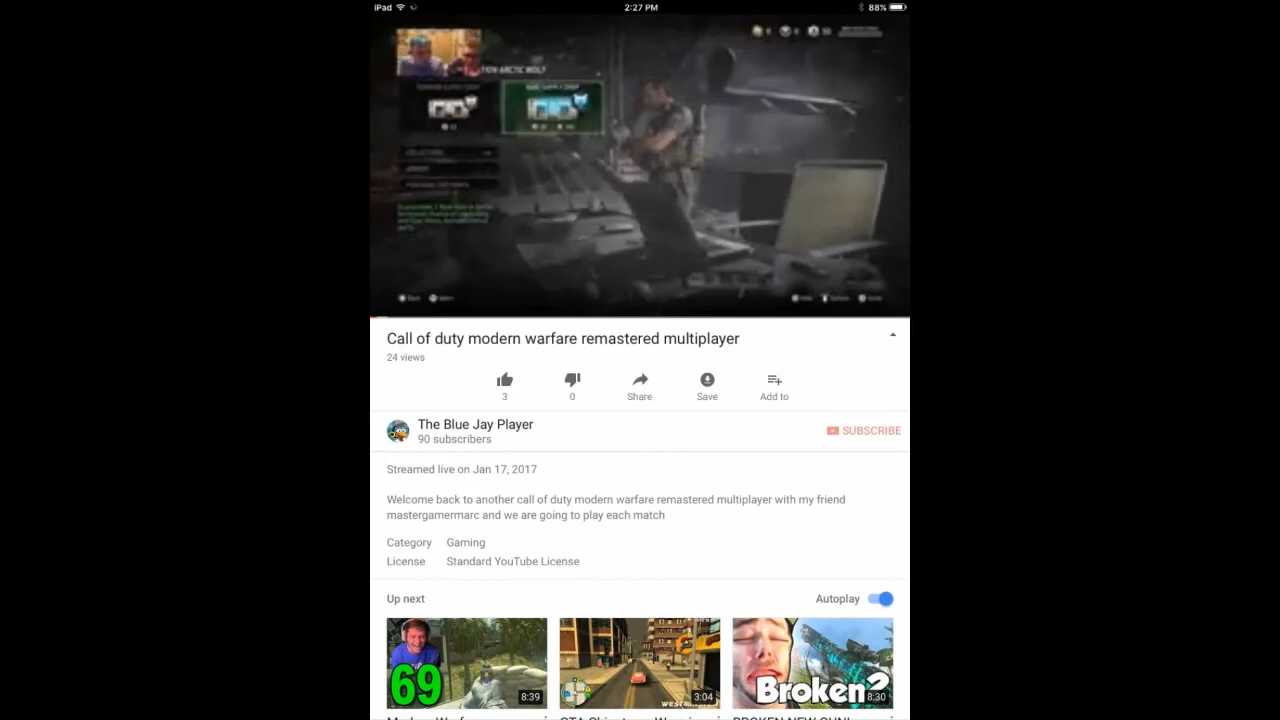 iPad
2:27 PM
88%
TION ARCTIC WOLF
Call of duty modern warfare remastered multiplayer
24 views
3
0
Share
Save
Add to
The Blue Jay Player
90 subscribers
SUBSCRIBE
Streamed live on Jan 17, 2017
Welcome back to another call of duty modern warfare remastered multiplayer with my friend
mastergamermarc and we are going to play each match
Category Gaming
License Standard YouTube License
Up next
Autoplay
69
8:39
3:04
Broken?
8:30